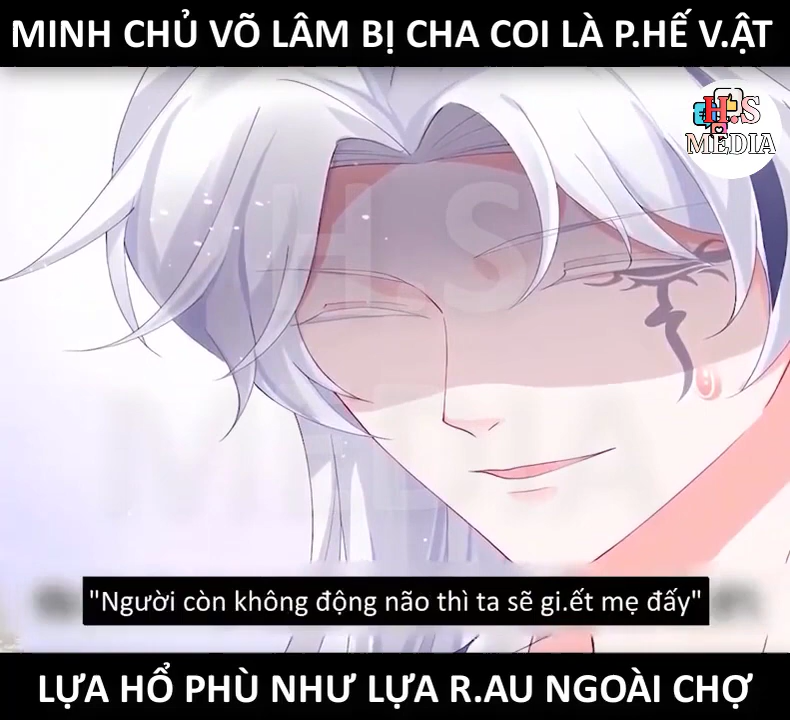 MINH CHỦ VÕ LÂM BỊ CHA COI LÀ P.HẾ V.ẬT
H.S
MEDIA
H.S
MEDIA
"Người còn không động não thì ta sẽ gi.ết mẹ đấy"
LỰA HỔ PHÙ NHƯ LỰA R.AU NGOÀI CHỢ